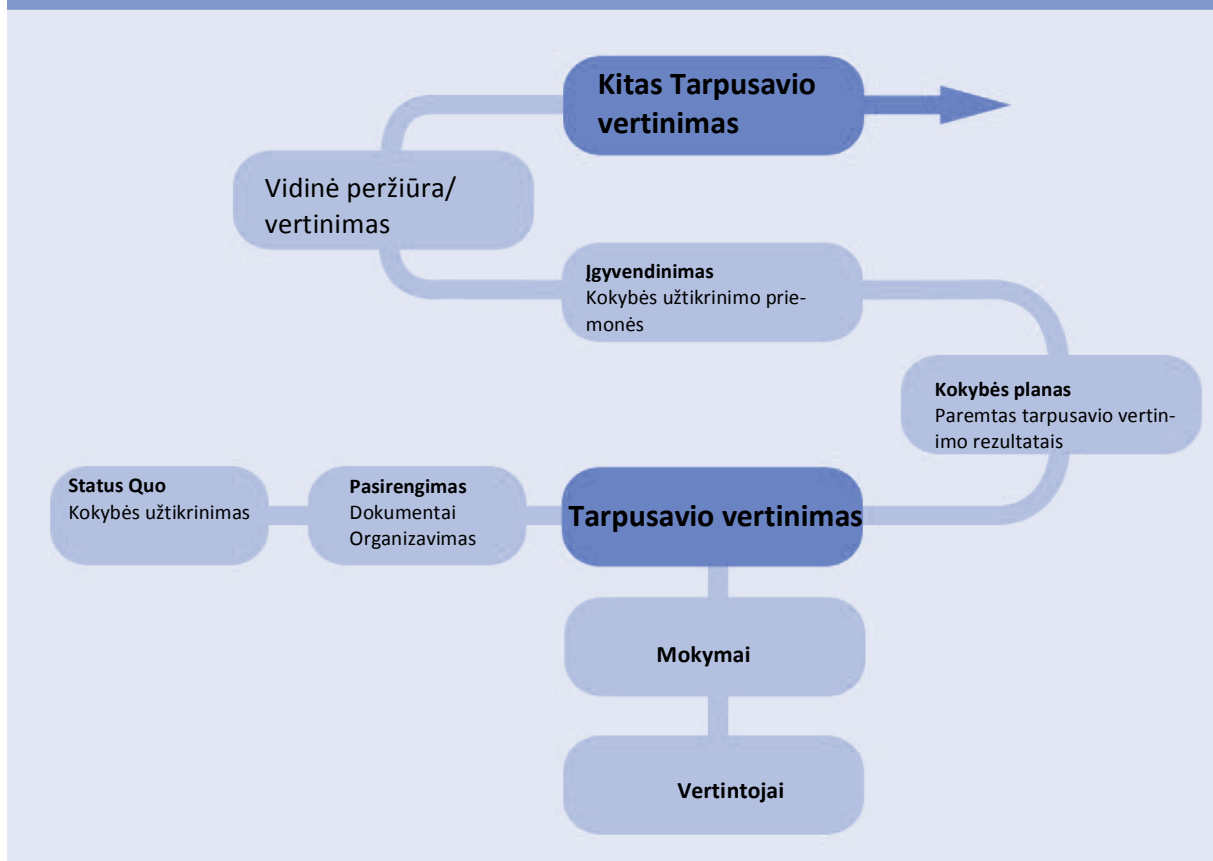 Kitas Tarpusavio
vertinimas
Vidinė peržiūra/
vertinimas
Įgyvendinimas
Kokybės užtikrinimo prie-
monės
Kokybės planas
Paremtas tarpusavio vertin-
imo rezultatais
Status Quo
Kokybės užtikrinimas
Pasirengimas
Dokumentai
Organizavimas
Tarpusavio vertinimas
Mokymai
Vertintojai